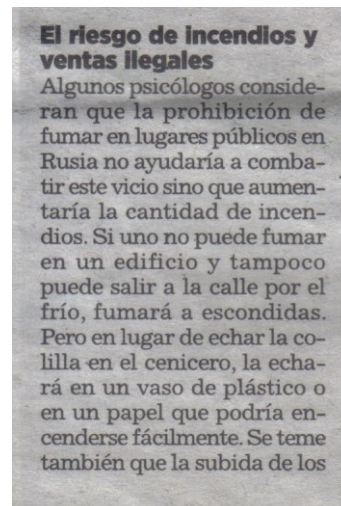 El riesgo de incendios y
ventas ilegales
Algunos psicólogos conside-
ran que la prohibición de
fumar en lugares públicos en
Rusia no ayudaría a comba-
tir este vicio sino que aumen-
taría la cantidad de incen-
dios. Si uno no puede fumar
en un edificio y tampoco
puede salir a la calle por el
frío, fumará a escondidas.
Pero en lugar de echar la co-
lilla en el cenicero, la echa-
rá en un vaso de plástico o
en un papel que podría en-
cenderse fácilmente. Se teme
también que la subida de los